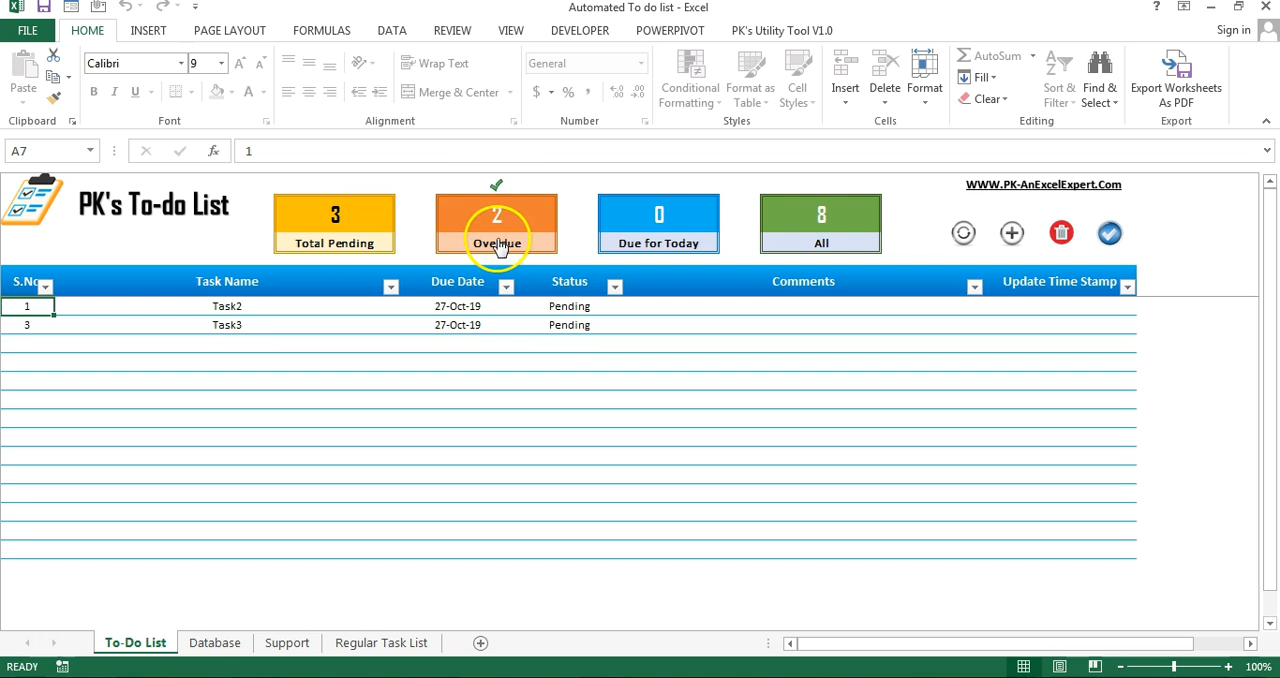 Automated To do list - Excel
?
FILE HOME INSERT PAGE LAYOUT FORMULAS DATA REVIEW VIEW DEVELOPER POWERPIVOT PK's Utility Tool V1.0 Sign in
Paste
Clipboard
Calibri 9
B I U
Font
Wrap Text
Merge & Center
Alignment
General
$ % ,
Number
Conditional Formatting
Format as Table
Cell Styles
Styles
Insert Delete Format
Cells
AutoSum
Fill
Clear
Sort & Filter
Find & Select
Editing
Export Worksheets As PDF
Export
A7 fx 1
PK's To-do List
3
Total Pending
2
Overdue
0
Due for Today
8
All
WWW.PK-AnExcelExpert.Com
S.No Task Name Due Date Status Comments Update Time Stamp
1 Task2 27-Oct-19 Pending
3 Task3 27-Oct-19 Pending
To-Do List Database Support Regular Task List
READY 100%